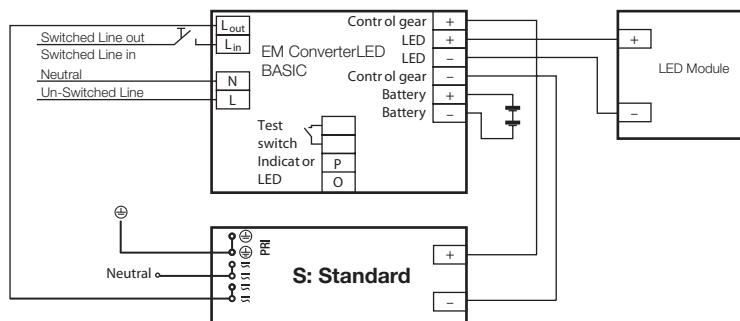 Switched Line out
Switched Line in
Neutral
Un-Switched Line
Lout
Lin
N
L
EM ConverterLED
BASIC
Control gear +
LED +
LED –
Control gear –
Battery +
Battery –
Test
switch
Indicator
LED
P
O
+
–
LED Module
PRI
Neutral
S: Standard
+
–